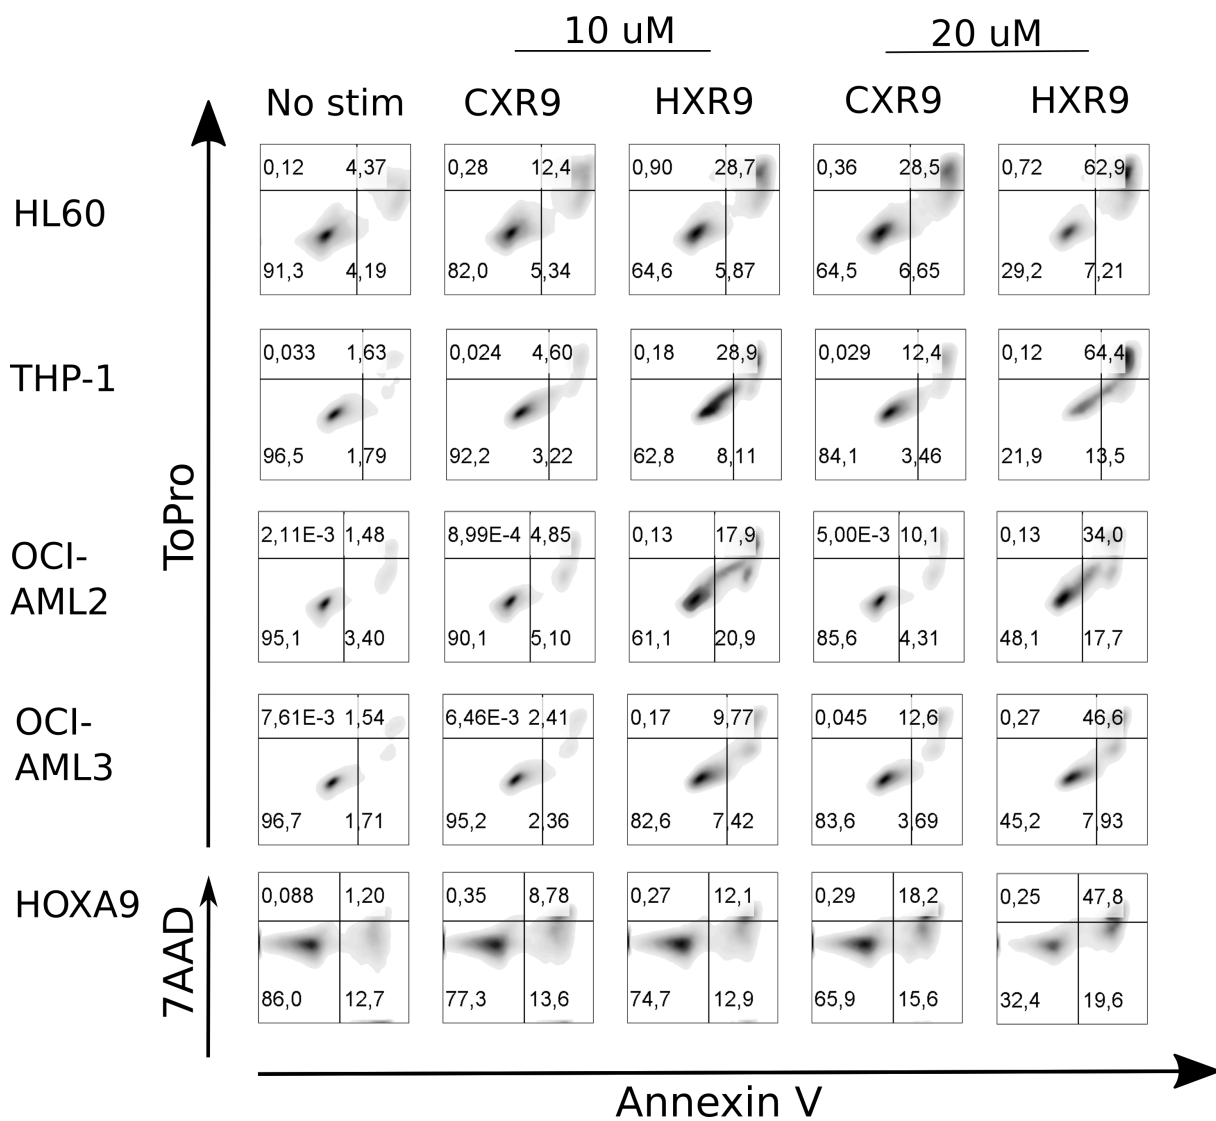 10 uM 20 uM
No stim CXR9 HXR9 CXR9 HXR9
HL60
0,12 4,37 0,28 12,4 0,90 28,7 0,36 28,5 0,72 62,9
91,3 4,19 82,0 5,34 64,6 5,87 64,5 6,65 29,2 7,21
THP-1
0,033 1,63 0,024 4,60 0,18 28,9 0,029 12,4 0,12 64,4
96,5 1,79 92,2 3,22 62,8 8,11 84,1 3,46 21,9 13,5
ToPro
OCI-
AML2
2,11E-3 1,48 8,99E-4 4,85 0,13 17,9 5,00E-3 10,1 0,13 34,0
95,1 3,40 90,1 5,10 61,1 20,9 85,6 4,31 48,1 17,7
OCI-
AML3
7,61E-3 1,54 6,46E-3 2,41 0,17 9,77 0,045 12,6 0,27 46,6
96,7 1,71 95,2 2,36 82,6 7,42 83,6 3,69 45,2 7,93
HOXA9
7AAD
0,088 1,20 0,35 8,78 0,27 12,1 0,29 18,2 0,25 47,8
86,0 12,7 77,3 13,6 74,7 12,9 65,9 15,6 32,4 19,6
Annexin V